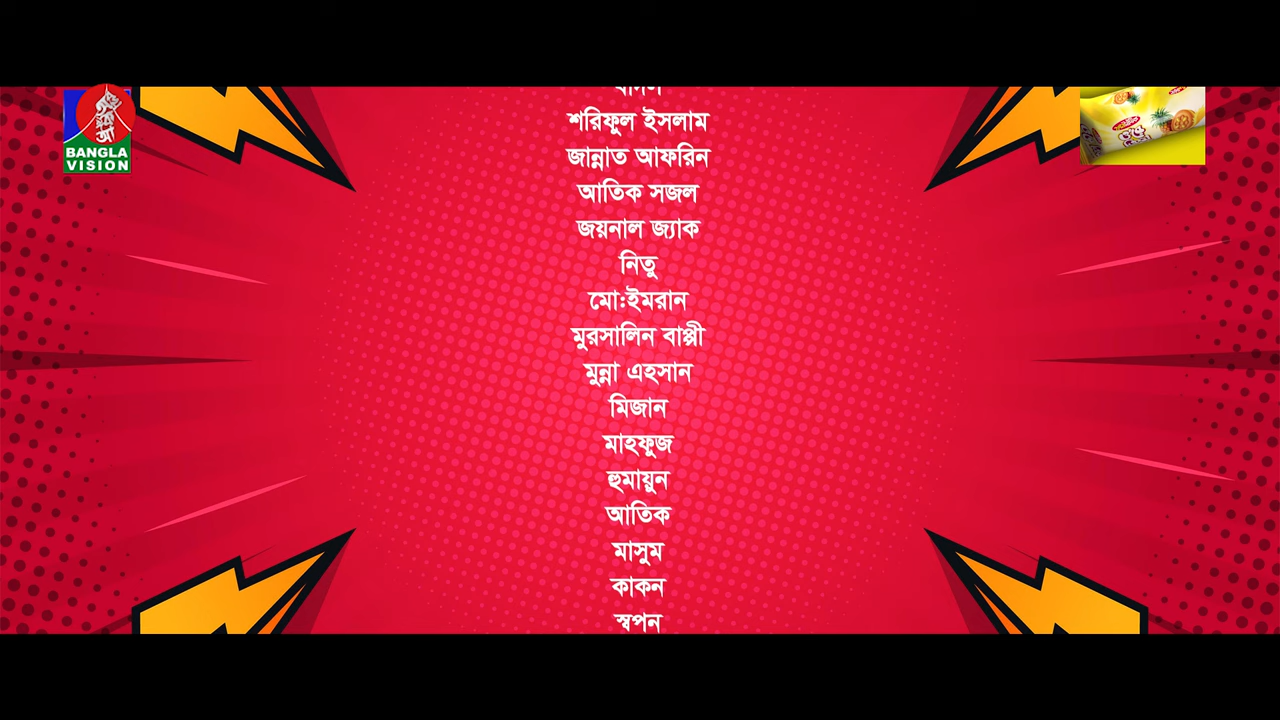 শরিফুল ইসলাম
জান্নাত আফরিন
আতিক সজল
জয়নাল জ্যাক
নিতু
মো:ইমরান
মুরসালিন বাপ্পী
মুন্না এহসান
মিজান
মাহফুজ
হুমায়ুন
আতিক
মাসুম
কাকন
স্বপন
BANGLA
VISION